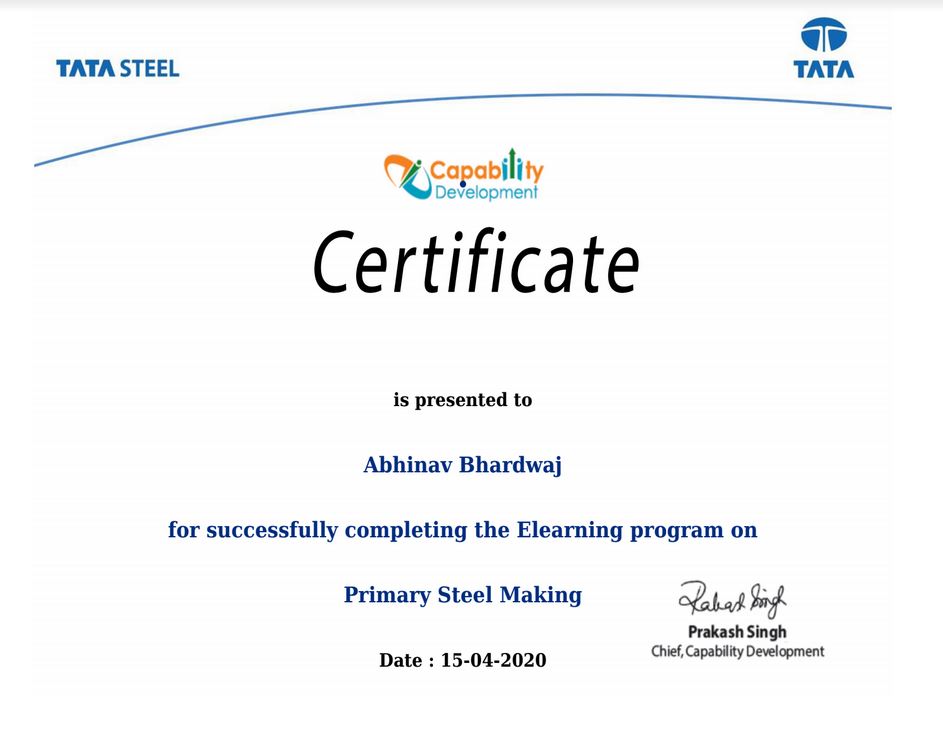 TATA STEEL
TATA
Capability
Development
Certificate
is presented to
Abhinav Bhardwaj
for successfully completing the Elearning program on
Primary Steel Making
Prakash Singh
Prakash Singh
Chief, Capability Development
Date : 15-04-2020